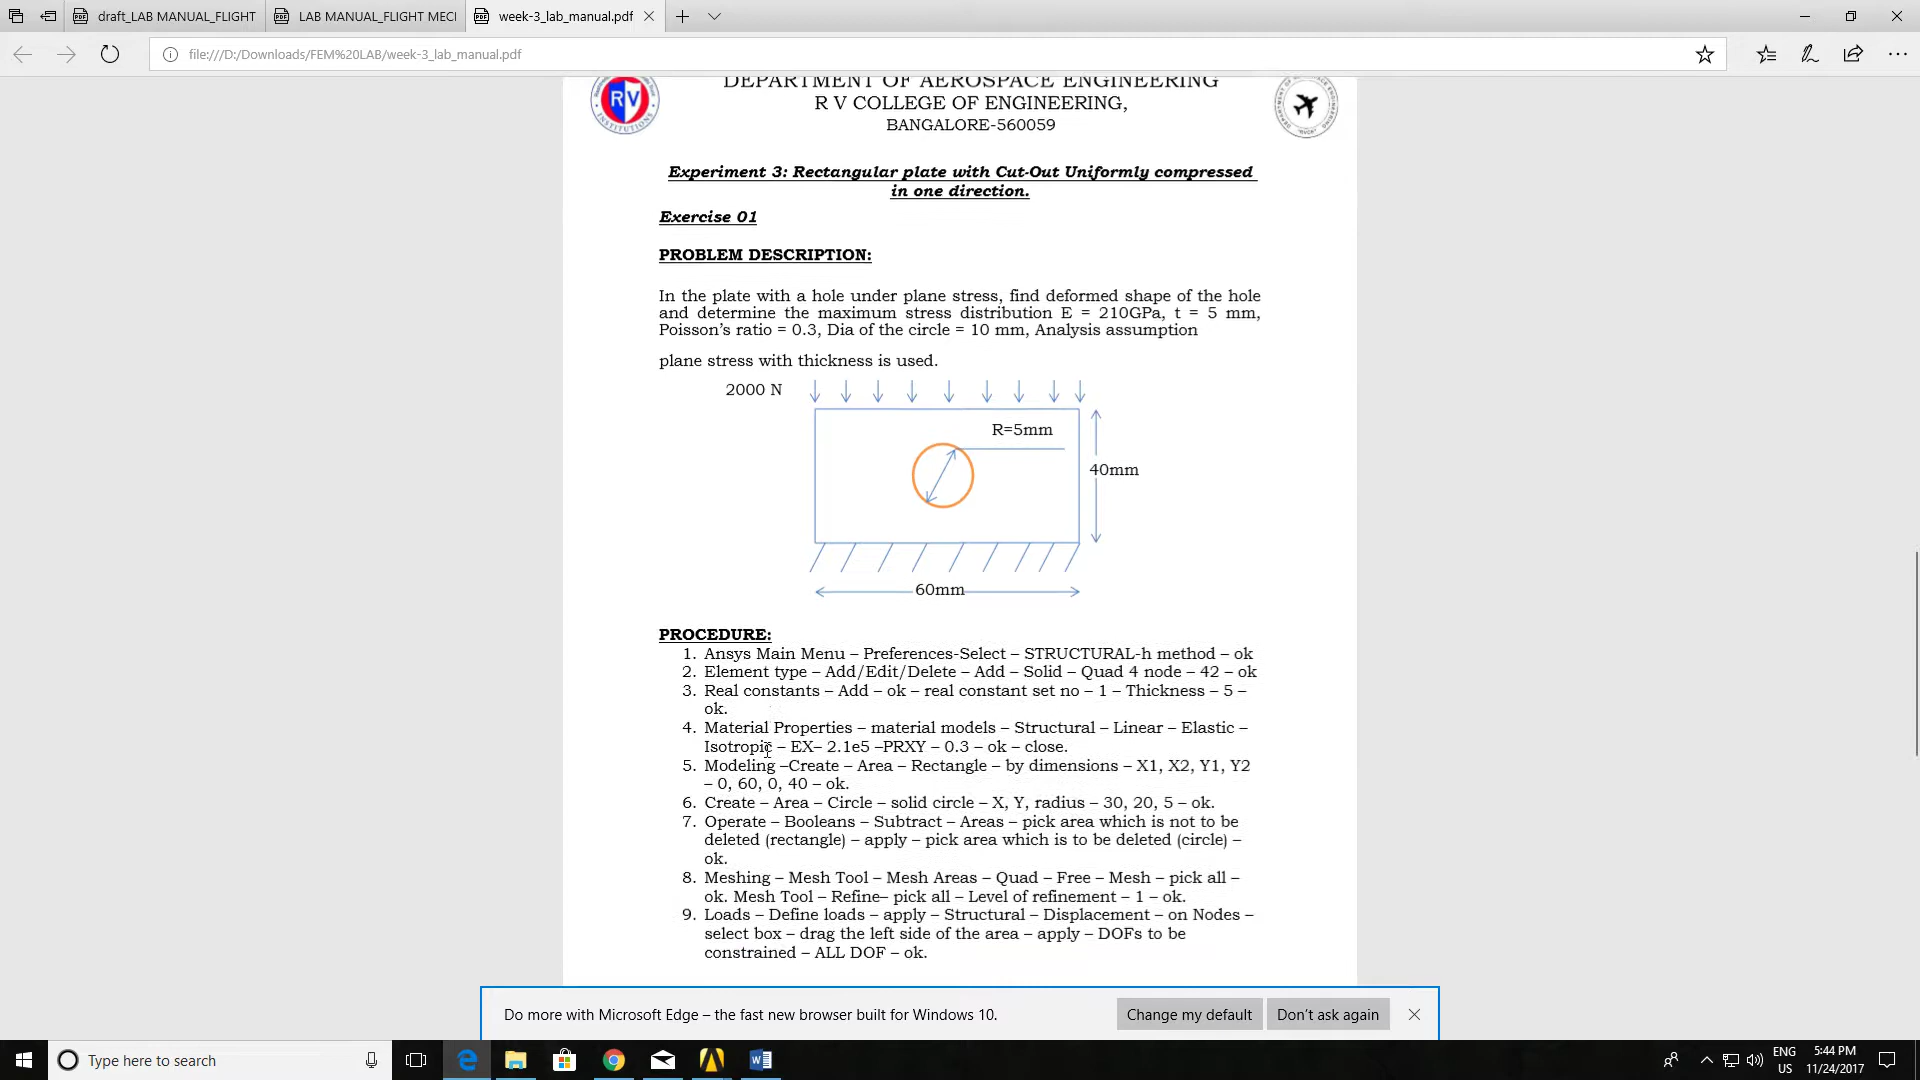 draft_LAB MANUAL_FLIGHT
LAB MANUAL_FLIGHT MECI
week-3_lab_manual.pdf
file:///D:/Downloads/FEM%20LAB/week-3_lab_manual.pdf
DEPARTMENT OF AEROSPACE ENGINEERING
R V COLLEGE OF ENGINEERING,
BANGALORE-560059
RV
INSTITUTIONS
Experiment 3: Rectangular plate with Cut-Out Uniformly compressed
in one direction.
Exercise 01
PROBLEM DESCRIPTION:
In the plate with a hole under plane stress, find deformed shape of the hole
and determine the maximum stress distribution E = 210GPa, t = 5 mm,
Poisson's ratio = 0.3, Dia of the circle = 10 mm, Analysis assumption
plane stress with thickness is used.
2000 N
R=5mm
40mm
60mm
PROCEDURE:
1. Ansys Main Menu – Preferences-Select – STRUCTURAL-h method – ok
2. Element type – Add/Edit/Delete – Add – Solid – Quad 4 node – 42 – ok
3. Real constants – Add – ok – real constant set no – 1 – Thickness – 5 –
ok.
4. Material Properties – material models – Structural – Linear – Elastic –
Isotropic – EX– 2.1e5 –PRXY – 0.3 – ok – close.
5. Modeling –Create – Area – Rectangle – by dimensions – X1, X2, Y1, Y2
– 0, 60, 0, 40 – ok.
6. Create – Area – Circle – solid circle – X, Y, radius – 30, 20, 5 – ok.
7. Operate – Booleans – Subtract – Areas – pick area which is not to be
deleted (rectangle) – apply – pick area which is to be deleted (circle) –
ok.
8. Meshing – Mesh Tool – Mesh Areas – Quad – Free – Mesh – pick all –
ok. Mesh Tool – Refine– pick all – Level of refinement – 1 – ok.
9. Loads – Define loads – apply – Structural – Displacement – on Nodes –
select box – drag the left side of the area – apply – DOFs to be
constrained – ALL DOF – ok.
Do more with Microsoft Edge – the fast new browser built for Windows 10.
Change my default
Don't ask again
Type here to search
ENG
US
5:44 PM
11/24/2017